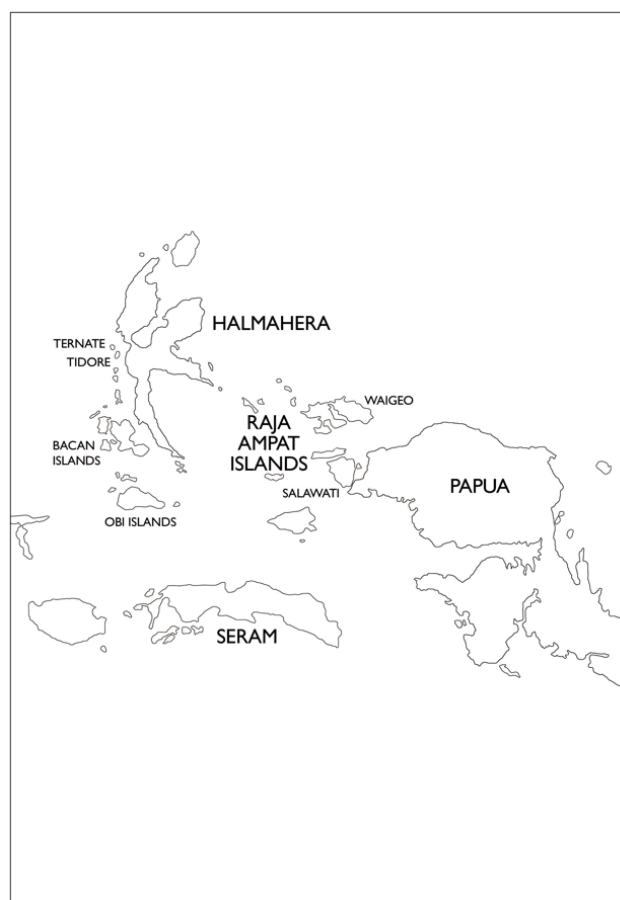 HALMAHERA
TERNATE
TIDORE
WAIGEO
RAJA
AMPAT
ISLANDS
BACAN
ISLANDS
PAPUA
SALAWATI
OBI ISLANDS
SERAM